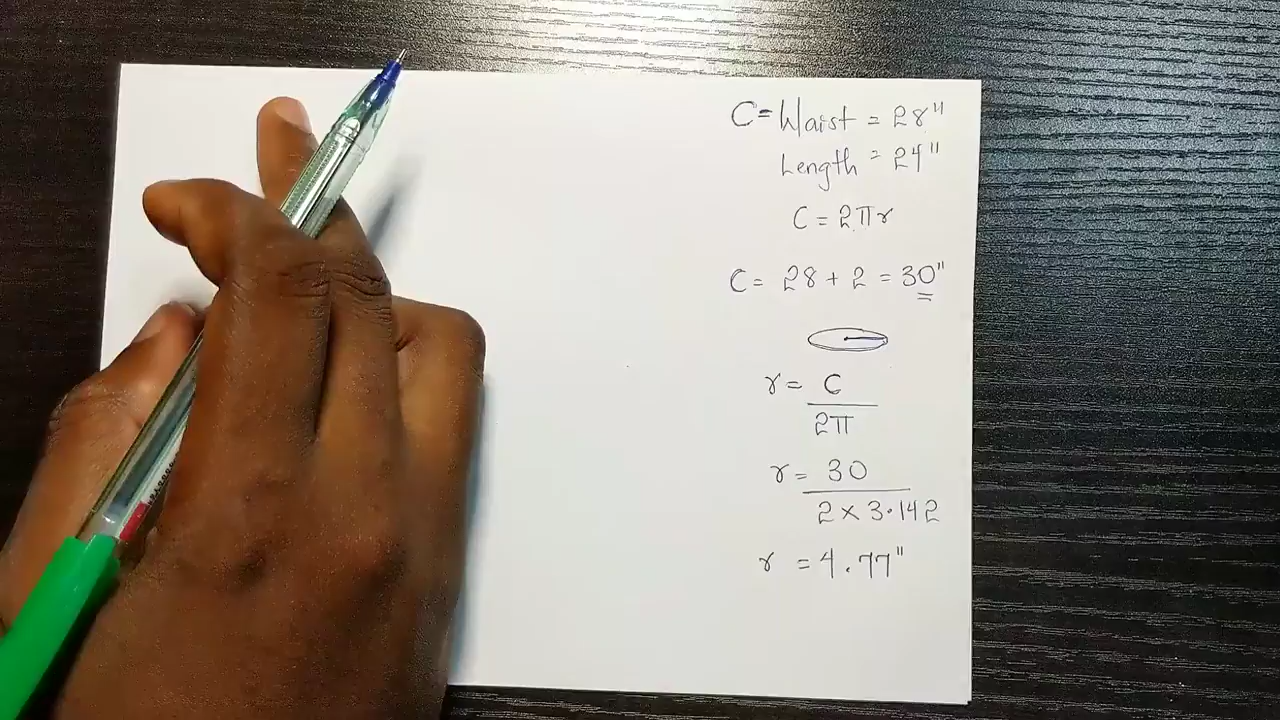 C = Waist = 28"
Length = 24"
C = 2πr
C = 28 + 2 = 30"
r = C
2π
r = 30
2 x 3.142
r = 4.77"